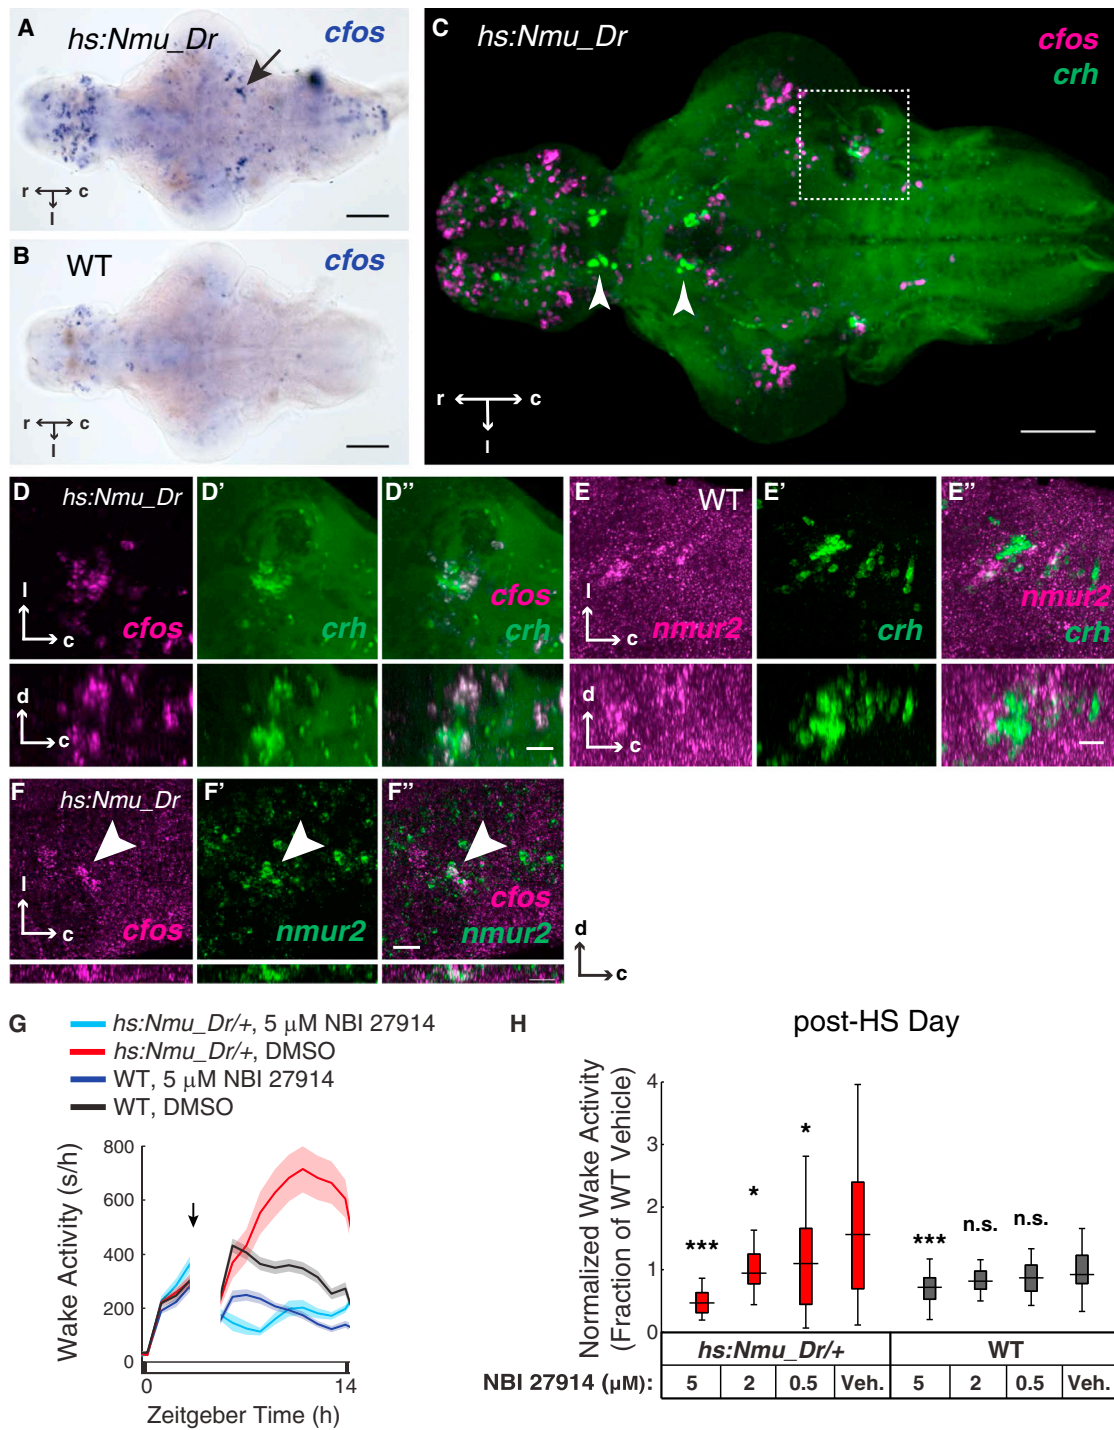 A
hs:Nmu_Dr
cfos
r
c
l
B
WT
cfos
r
c
l
C
hs:Nmu_Dr
cfos
crh
r
c
l
D
hs:Nmu_Dr
l
c
cfos
D'
crh
D''
cfos
crh
d
c
E
WT
l
c
nmur2
E'
crh
E''
nmur2
crh
d
c
F
hs:Nmu_Dr
l
c
cfos
F'
nmur2
F''
cfos
nmur2
d
c
G
hs:Nmu_Dr/+, 5 μM NBI 27914
hs:Nmu_Dr/+, DMSO
WT, 5 μM NBI 27914
WT, DMSO
Wake Activity (s/h)
800
600
400
200
0
0
14
Zeitgeber Time (h)
H
post-HS Day
Normalized Wake Activity
(Fraction of WT Vehicle)
4
3
2
1
0
***
*
*
***
n.s.
n.s.
hs:Nmu_Dr/+
WT
NBI 27914 (μM): 5 2 0.5 Veh. 5 2 0.5 Veh.